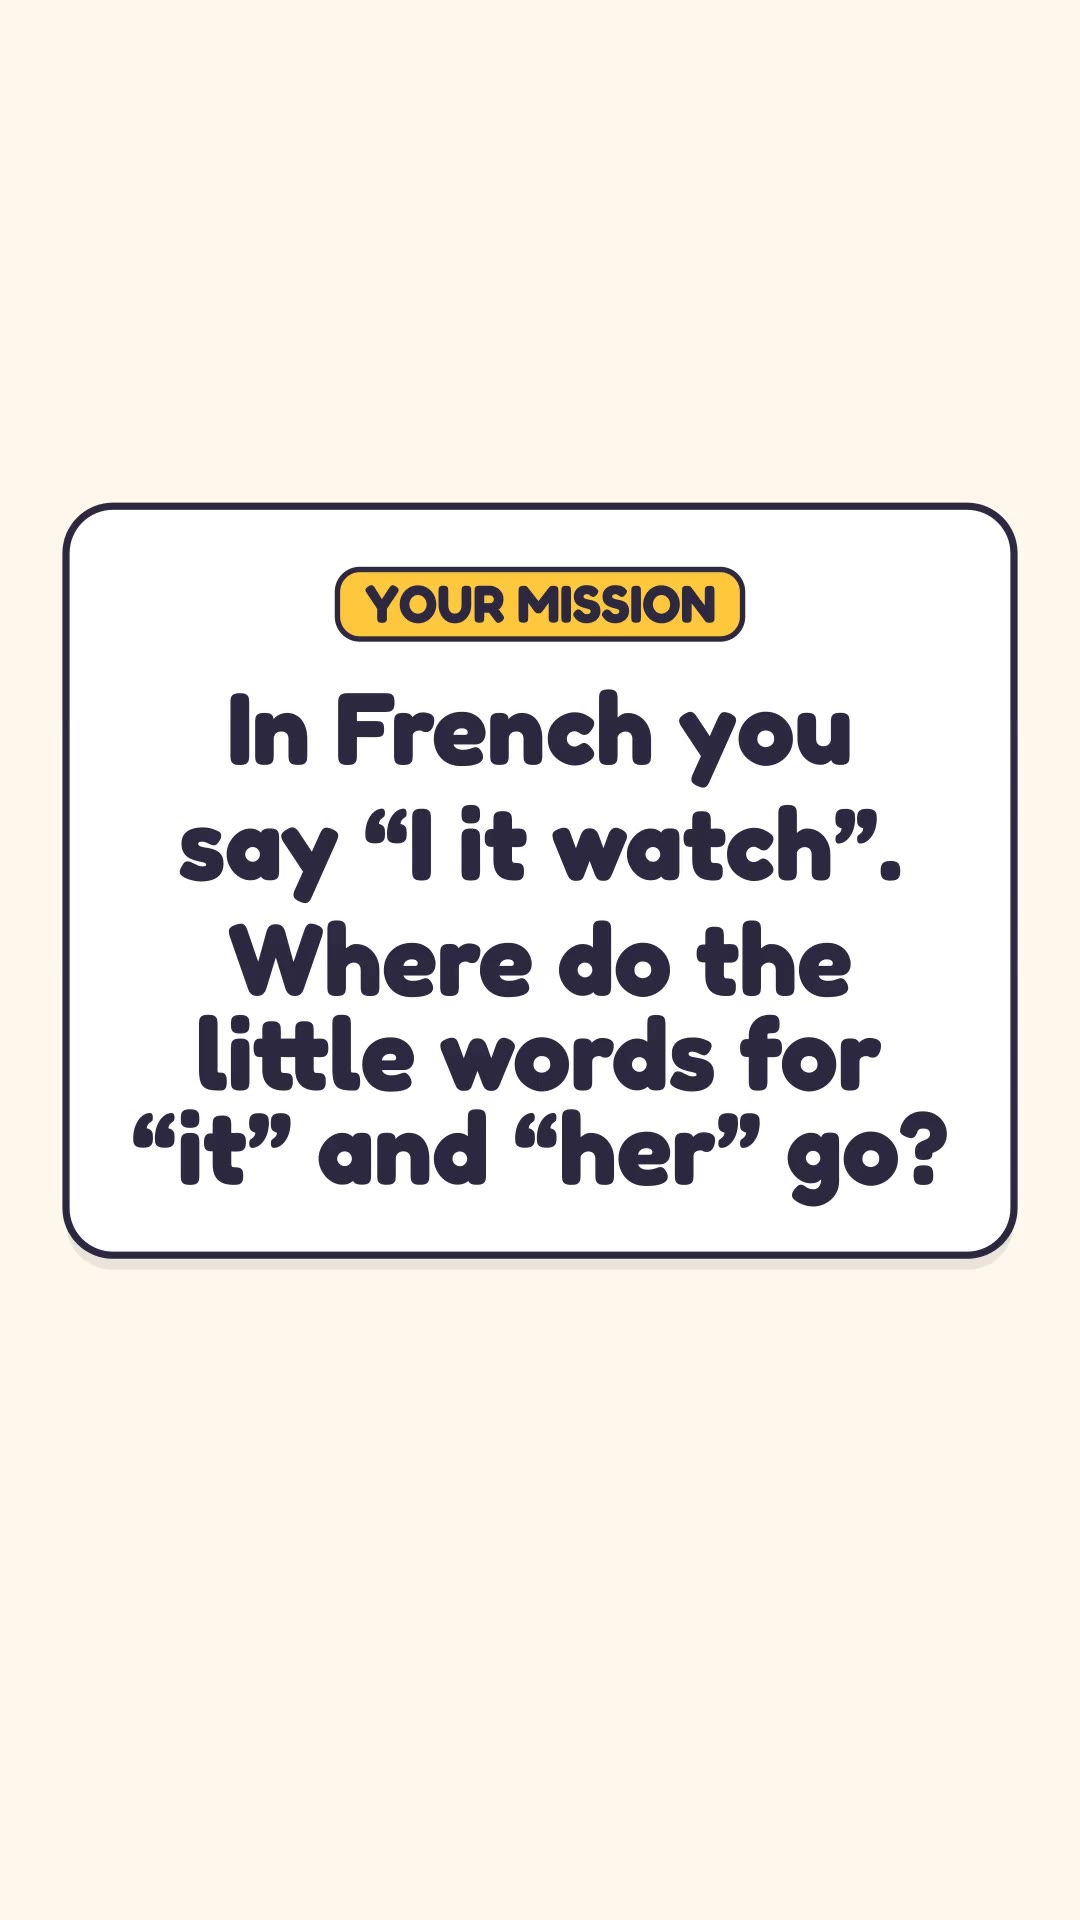 YOUR MISSION
In French you
say “I it watch”.
Where do the
little words for
“it” and “her” go?